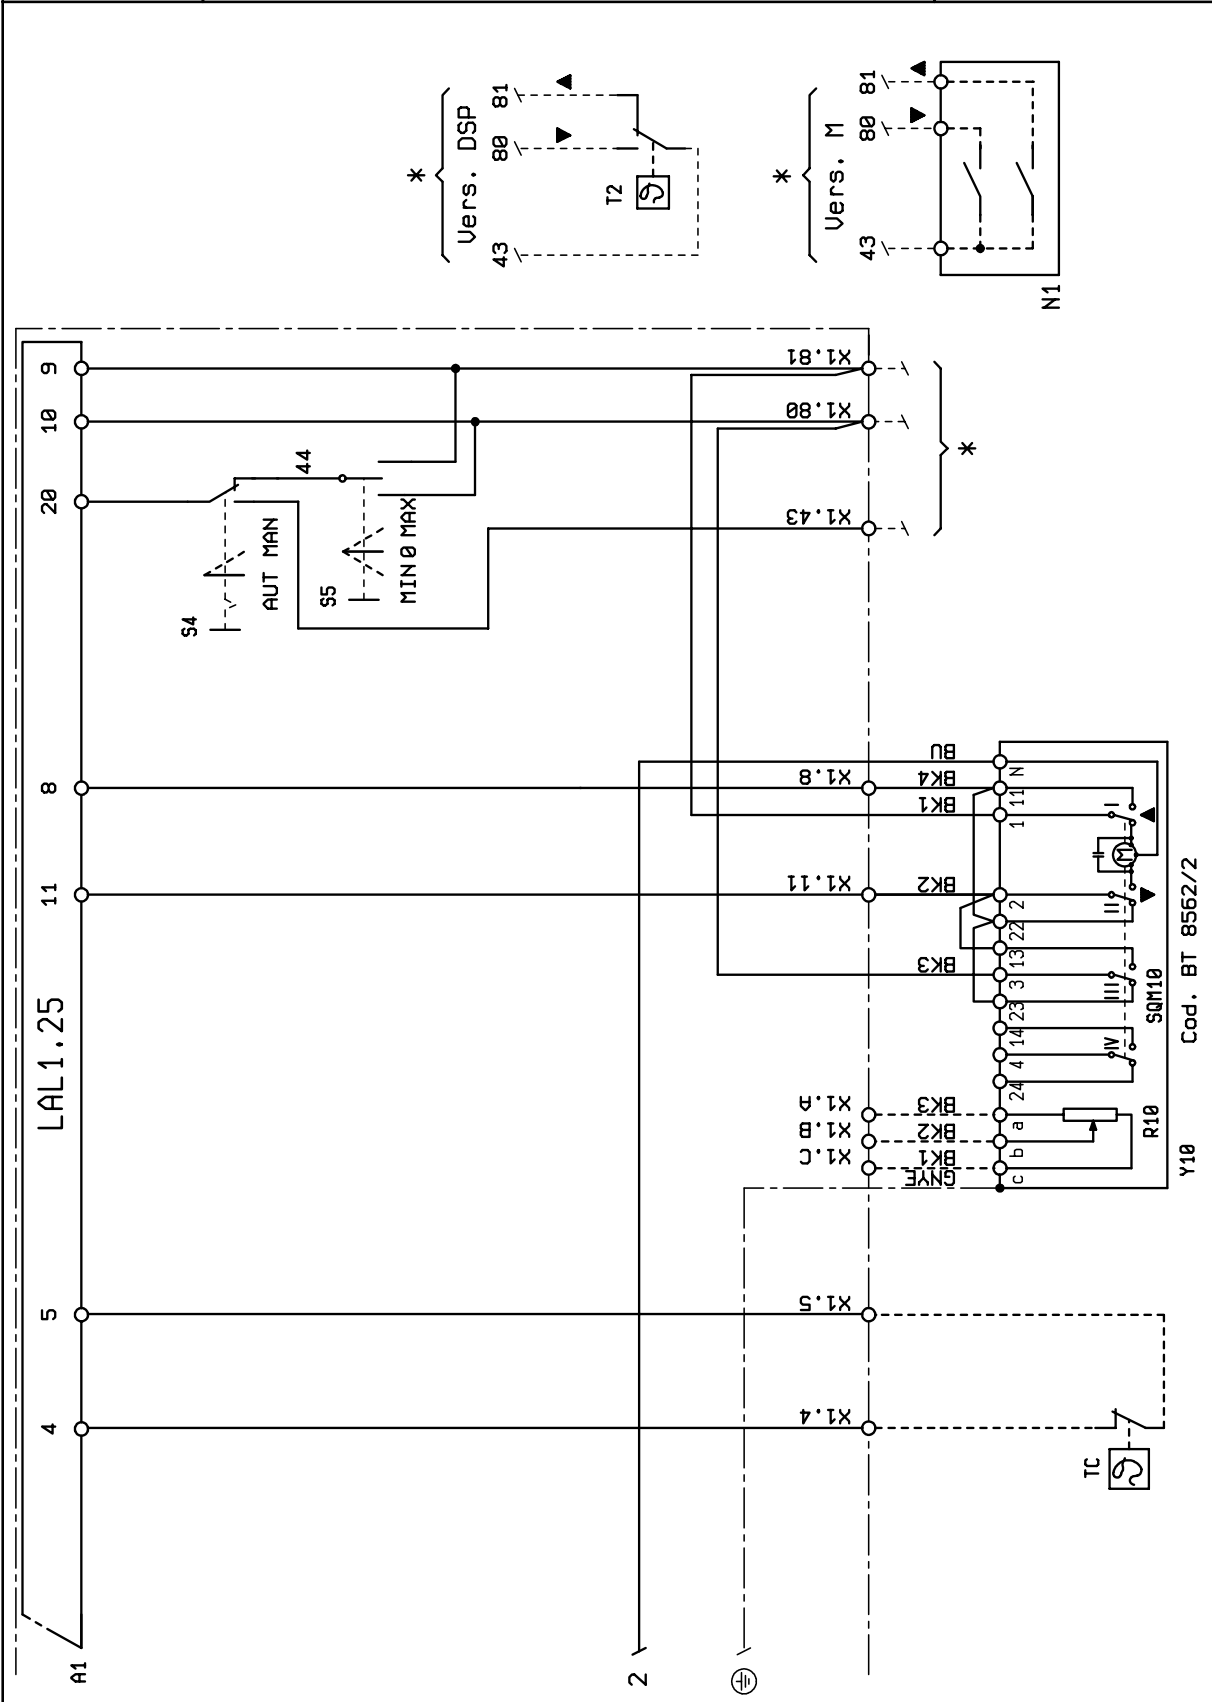 *
Vers. DSP
43
80
81
T2
*
Vers. M
43
80
81
N1
A1
LAL1.25
4
5
11
8
20
10
9
S4
AUT MAN
44
S5
MIN 0 MAX
X1.81
X1.80
X1.43
*
X1.8
X1.11
X1.A
X1.B
X1.C
X1.5
X1.4
BU
BK4
BK1
BK2
BK3
BK3
BK2
BK1
GNYE
N
11
1
2
22
13
3
23
14
4
24
a
b
c
I
II
III
IV
M
SQM10
R10
Y10
Cod. BT 8562/2
TC
2